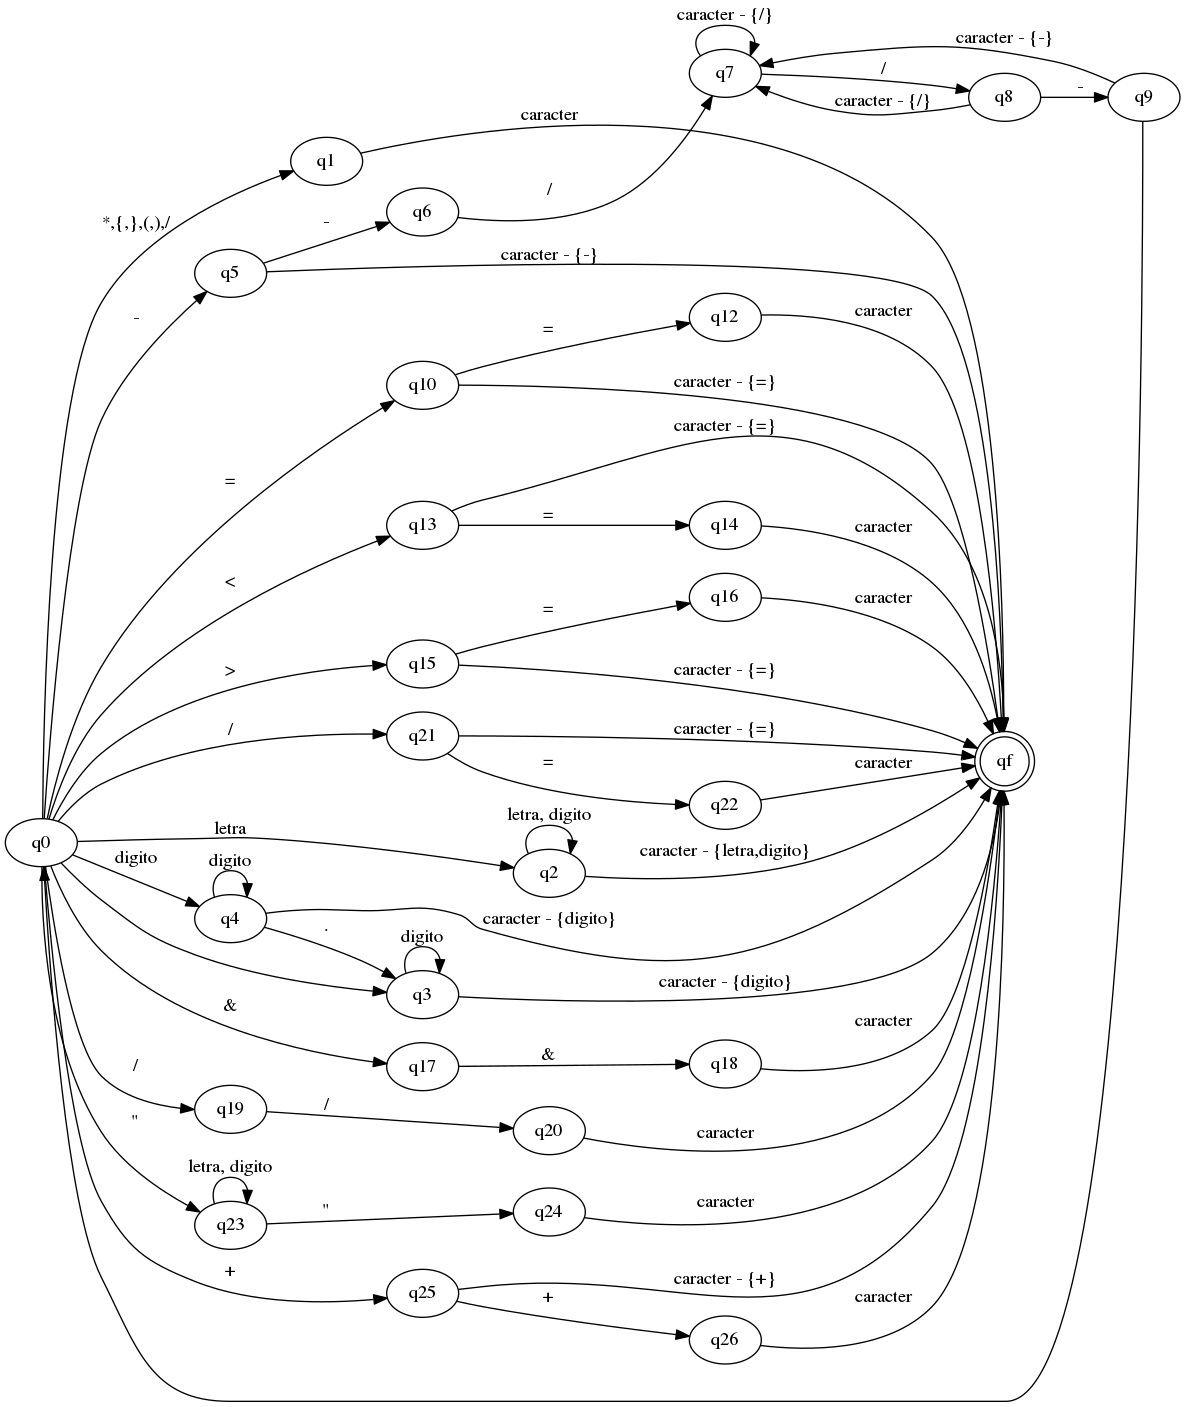 caracter - {/}
caracter - {-}
q7
/
q8
-
q9
caracter - {/}
caracter
q1
*,{,},(,),/
q6
/
-
q5
caracter - {-}
-
q12
caracter
=
q10
caracter - {=}
=
caracter - {=}
q13
=
q14
caracter
<
q16
caracter
=
q15
caracter - {=}
>
/
q21
caracter - {=}
=
caracter
qf
q22
q0
letra
letra, digito
q2
caracter - {letra,digito}
digito
digito
q4
caracter - {digito}
.
digito
q3
caracter - {digito}
&
q17
&
q18
caracter
/
q19
/
q20
caracter
"
letra, digito
q23
"
q24
caracter
+
q25
caracter - {+}
+
q26
caracter